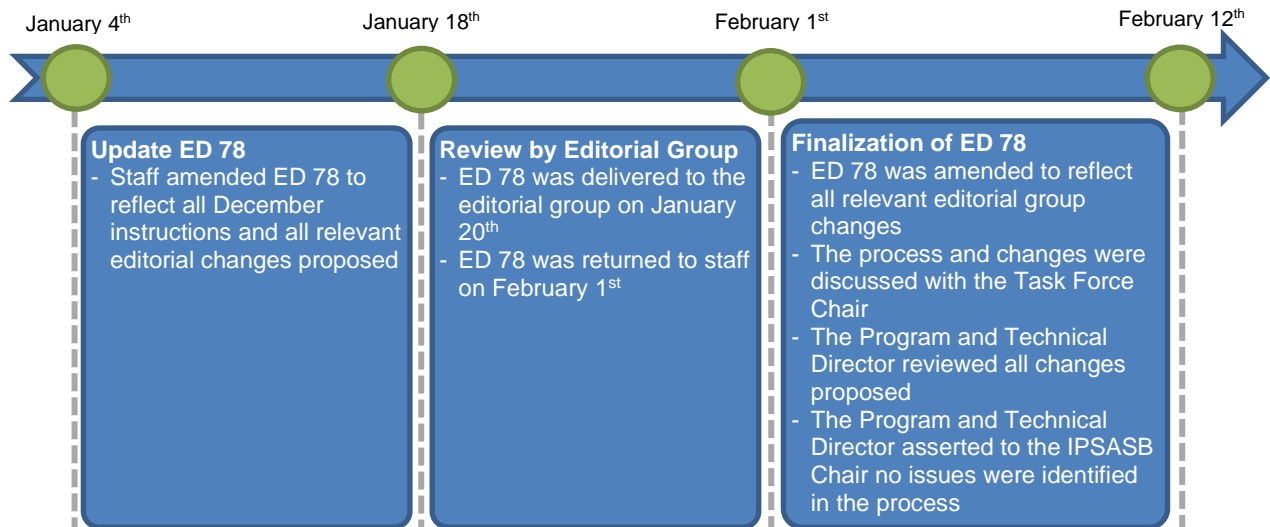 January 4th
January 18th
February 1st
February 12th
Update ED 78
- Staff amended ED 78 to
reflect all December
instructions and all relevant
editorial changes proposed
Review by Editorial Group
- ED 78 was delivered to the
editorial group on January
20th
- ED 78 was returned to staff
on February 1st
Finalization of ED 78
- ED 78 was amended to reflect
all relevant editorial group
changes
- The process and changes were
discussed with the Task Force
Chair
- The Program and Technical
Director reviewed all changes
proposed
- The Program and Technical
Director asserted to the IPSASB
Chair no issues were identified
in the process